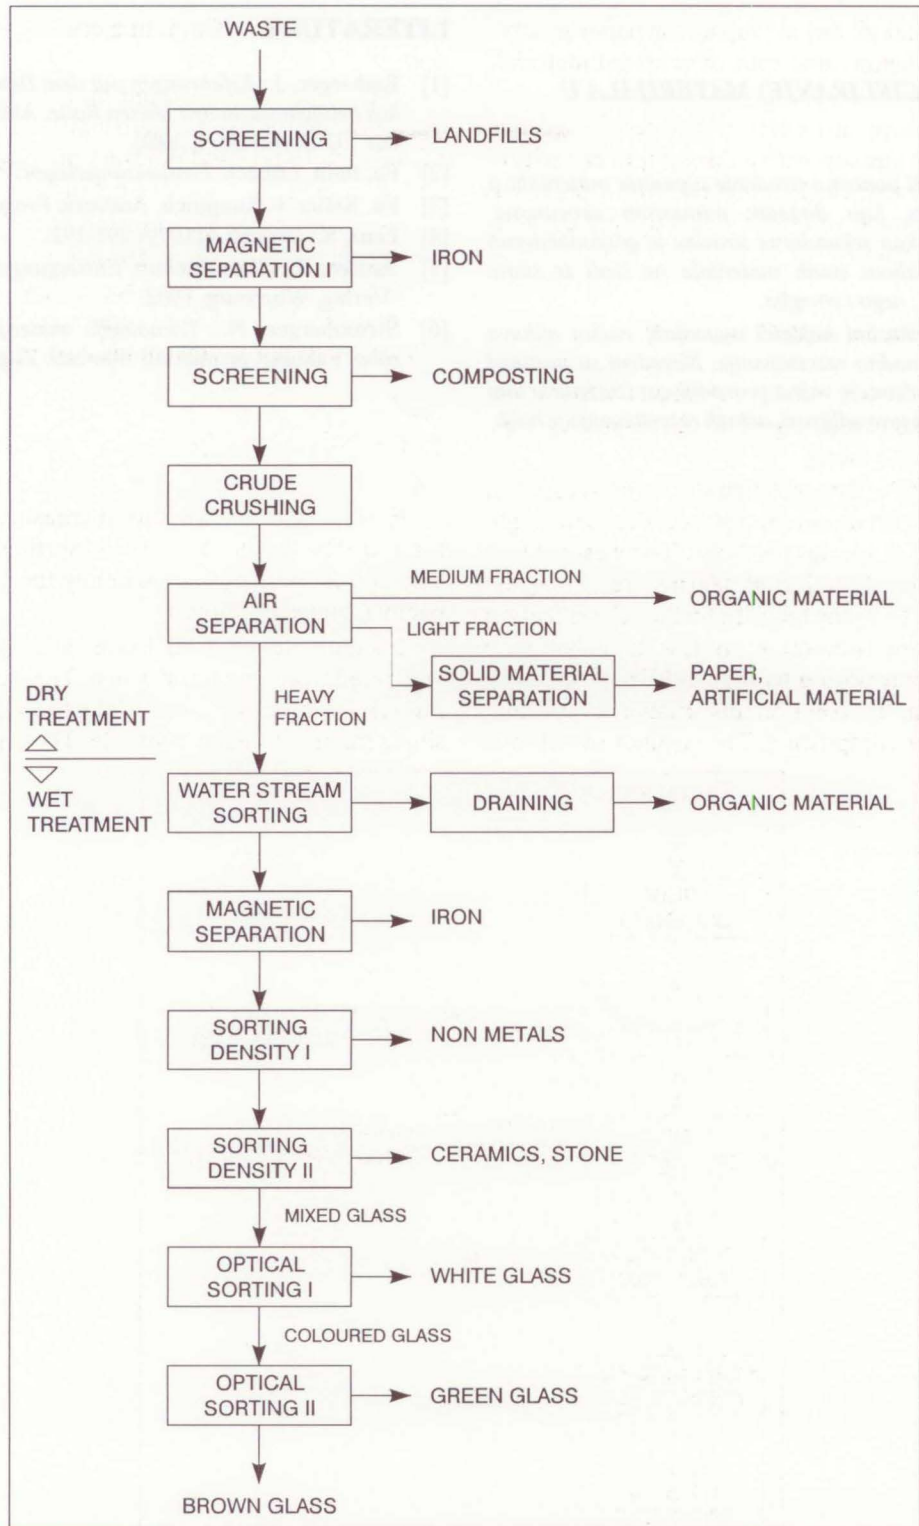 WASTE
SCREENING
LANDFILLS
MAGNETIC
SEPARATION I
IRON
SCREENING
COMPOSTING
CRUDE
CRUSHING
MEDIUM FRACTION
AIR
SEPARATION
ORGANIC MATERIAL
LIGHT FRACTION
SOLID MATERIAL
SEPARATION
PAPER,
ARTIFICIAL MATERIAL
HEAVY
FRACTION
DRY
TREATMENT
WET
TREATMENT
WATER STREAM
SORTING
DRAINING
ORGANIC MATERIAL
MAGNETIC
SEPARATION
IRON
SORTING
DENSITY I
NON METALS
SORTING
DENSITY II
CERAMICS, STONE
MIXED GLASS
OPTICAL
SORTING I
WHITE GLASS
COLOURED GLASS
OPTICAL
SORTING II
GREEN GLASS
BROWN GLASS